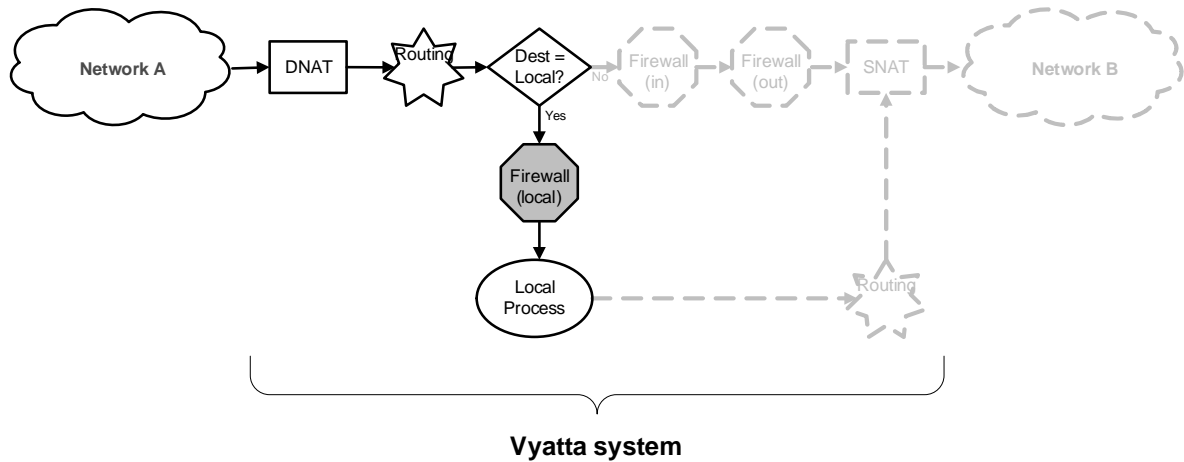 Network A
DNAT
Routing
Dest =
Local?
No
Firewall
(in)
Firewall
(out)
SNAT
Network B
Yes
Firewall
(local)
Local
Process
Routing
Vyatta system